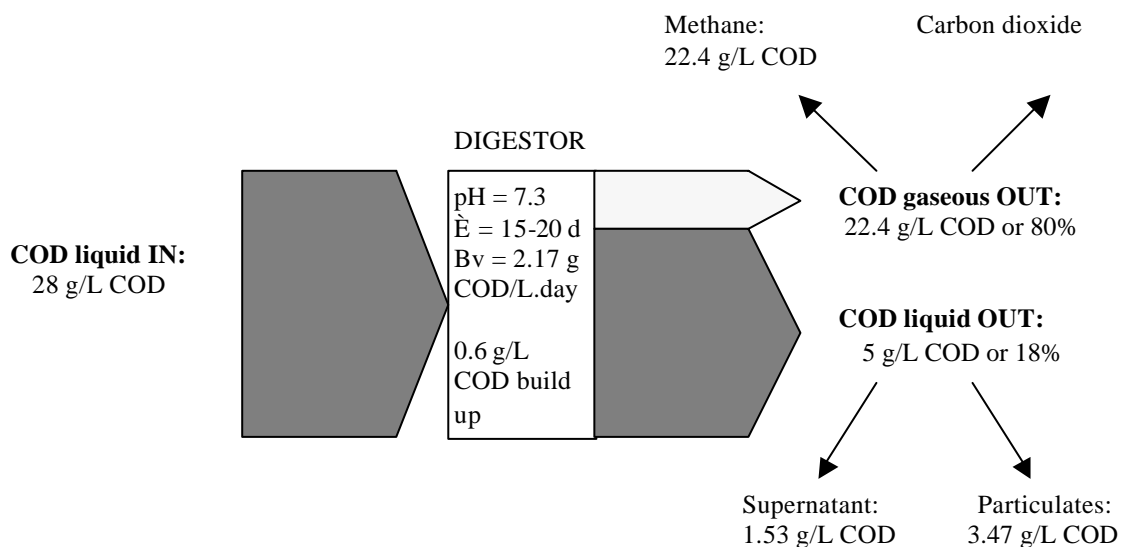 Methane:
22.4 g/L COD
Carbon dioxide
DIGESTOR
pH = 7.3
È = 15-20 d
Bv = 2.17 g
COD/L.day
0.6 g/L
COD build
up
COD liquid IN:
28 g/L COD
COD gaseous OUT:
22.4 g/L COD or 80%
COD liquid OUT:
5 g/L COD or 18%
Supernatant:
1.53 g/L COD
Particulates:
3.47 g/L COD